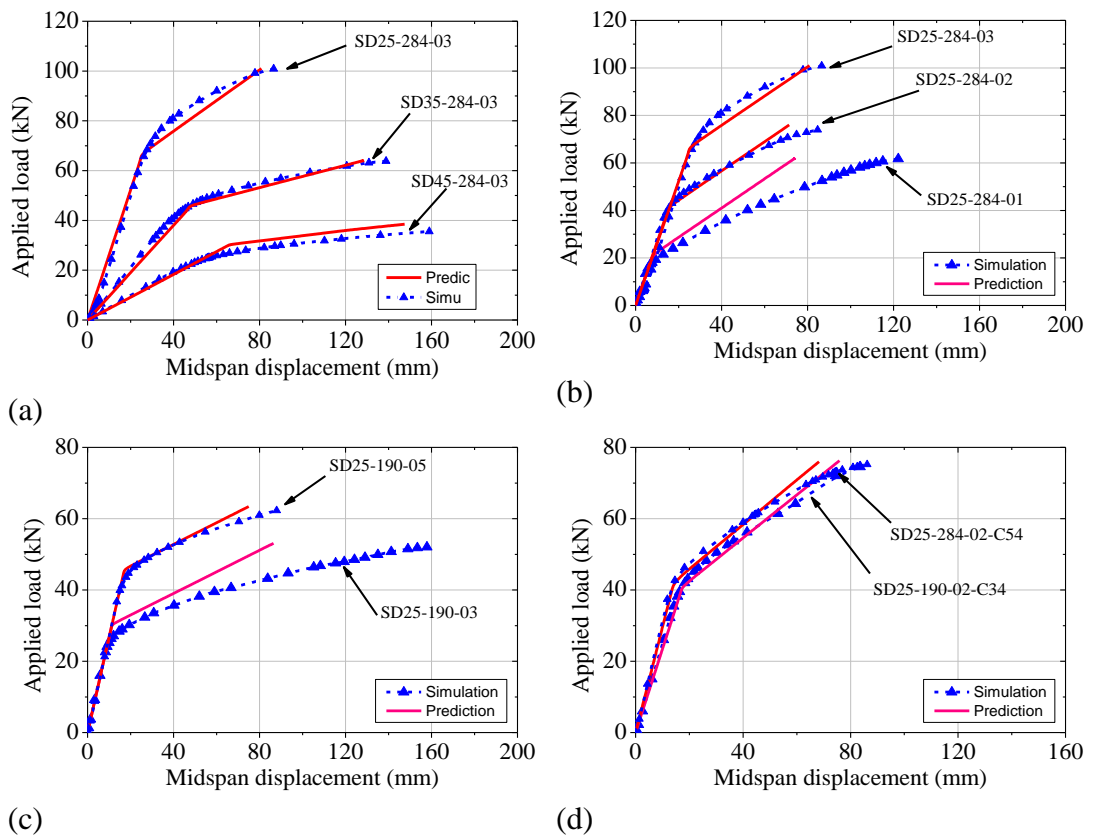 120
100
80
60
40
20
0
Applied load (kN)
SD25-284-03
SD35-284-03
SD45-284-03
Predic
Simu
0 40 80 120 160 200
Midspan displacement (mm)
(a)
120
100
80
60
40
20
0
Applied load (kN)
SD25-284-03
SD25-284-02
SD25-284-01
Simulation
Prediction
0 40 80 120 160 200
Midspan displacement (mm)
(b)
80
60
40
20
0
Applied load (kN)
SD25-190-05
SD25-190-03
Simulation
Prediction
0 40 80 120 160 200
Midspan displacement (mm)
(c)
80
60
40
20
0
Applied load (kN)
SD25-284-02-C54
SD25-190-02-C34
Simulation
Prediction
0 40 80 120 160
Midspan displacement (mm)
(d)